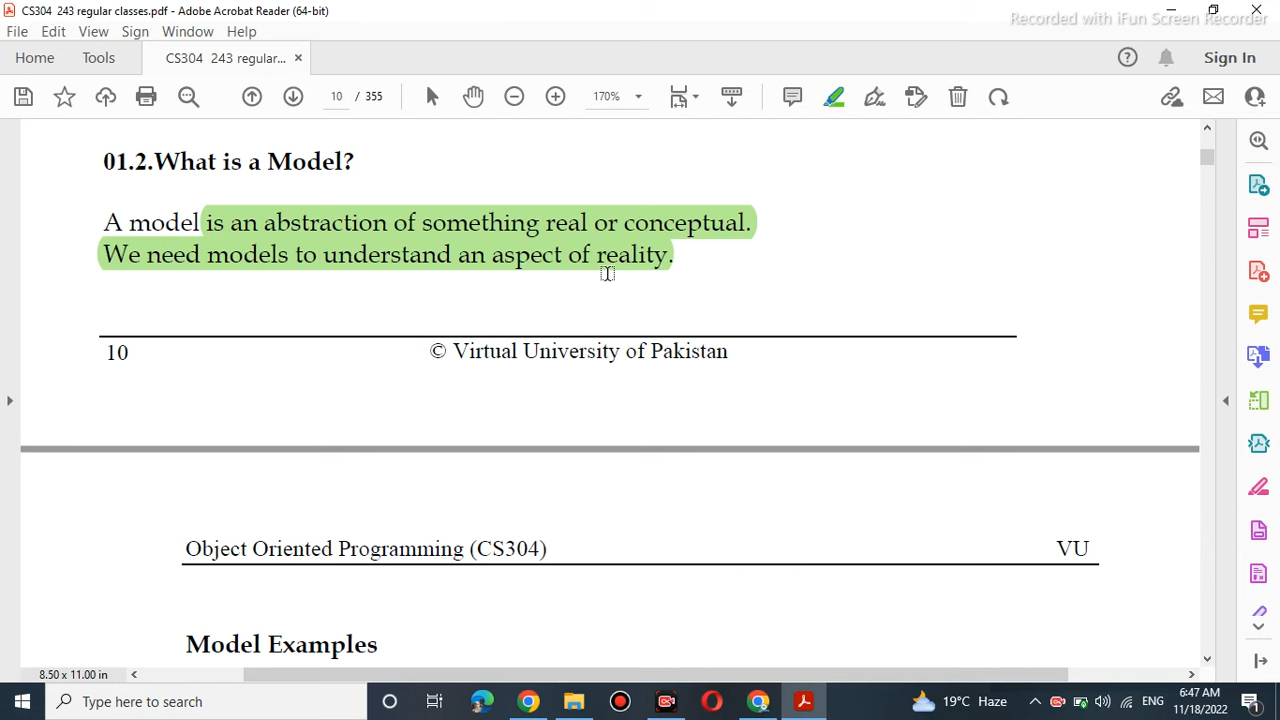 CS304 243 regular classes.pdf - Adobe Acrobat Reader (64-bit)
Recorded with iFun Screen Recorder
File Edit View Sign Window Help
Home Tools CS304 243 regular... × Sign In
10 / 355 170%
01.2.What is a Model?
A model is an abstraction of something real or conceptual.
We need models to understand an aspect of reality.
10 © Virtual University of Pakistan
Object Oriented Programming (CS304) VU
Model Examples
8.50 x 11.00 in
Type here to search 19°C Haze ENG 6:47 AM
11/18/2022 1